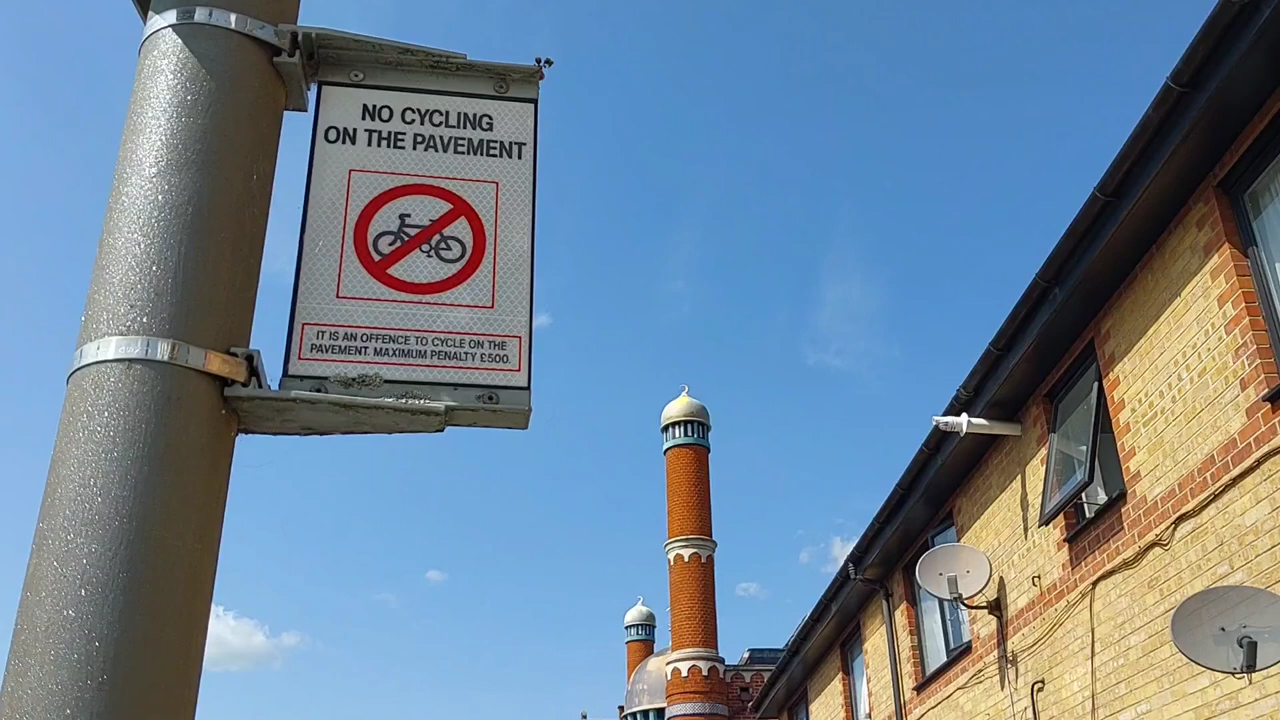 NO CYCLING
ON THE PAVEMENT
IT IS AN OFFENCE TO CYCLE ON THE
PAVEMENT. MAXIMUM PENALTY £500.